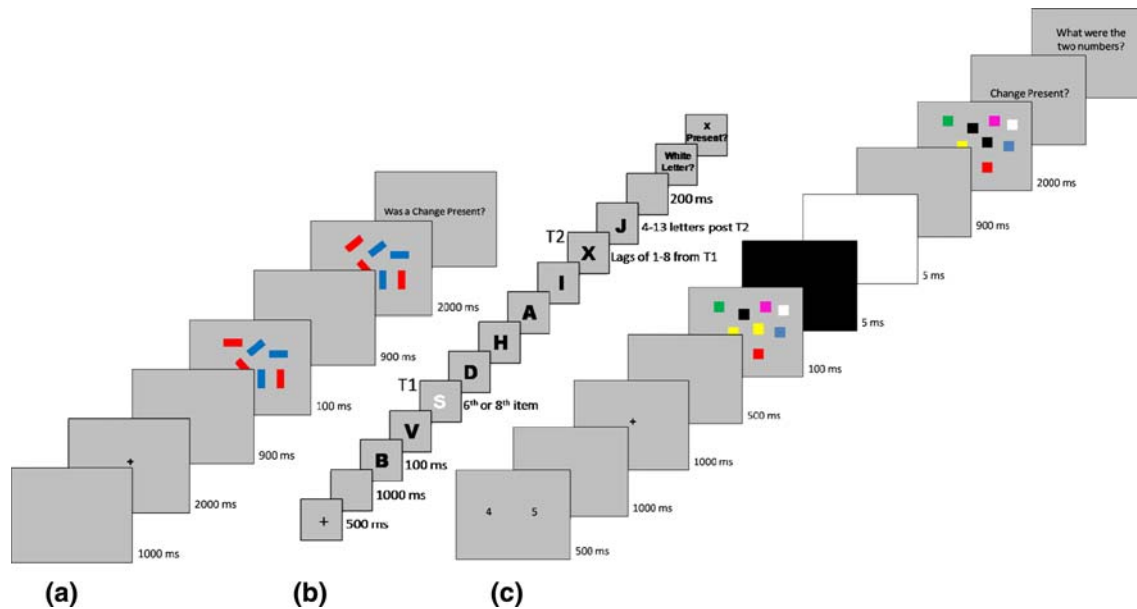 1000 ms
2000 ms
900 ms
100 ms
900 ms
2000 ms
Was a Change Present?
(a)
+
500 ms
1000 ms
B
100 ms
V
T1
S
6th or 8th item
D
H
A
I
T2
X
Lags of 1-8 from T1
J
4-13 letters post T2
200 ms
White
Letter?
X
Present?
(b)
4 5
500 ms
1000 ms
+
1000 ms
500 ms
100 ms
5 ms
5 ms
900 ms
2000 ms
Change Present?
What were the
two numbers?
(c)